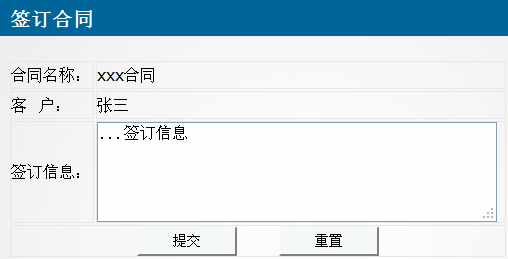 签订合同
合同名称： xxx合同
客 户： 张三
签订信息： ...签订信息
提交 重置